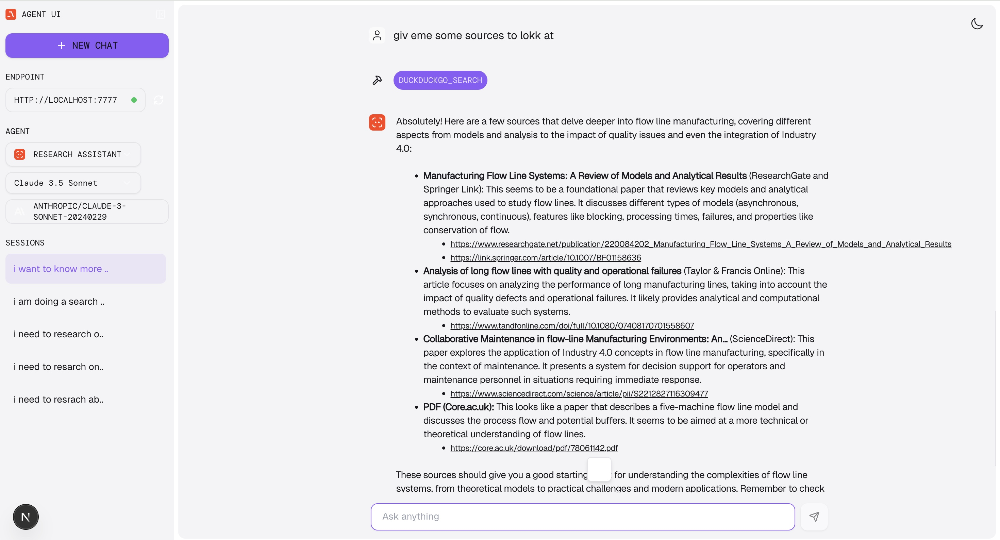 AGENT UI
NEW CHAT
ENDPOINT
HTTP://LOCALHOST:7777
AGENT
RESEARCH ASSISTANT
Claude 3.5 Sonnet
ANTHROPIC/CLAUDE-3-
SONNET-20240229
SESSIONS
i want to know more ..
i am doing a search ..
i need to research o..
i need to resarch on..
i need to resrach ab..
N
giv eme some sources to lokk at
DUCKDUCKGO_SEARCH
Absolutely! Here are a few sources that delve deeper into flow line manufacturing, covering different
aspects from models and analysis to the impact of quality issues and even the integration of Industry
4.0:
Manufacturing Flow Line Systems: A Review of Models and Analytical Results (ResearchGate and
Springer Link): This seems to be a foundational paper that reviews key models and analytical
approaches used to study flow lines. It discusses different types of models (asynchronous,
synchronous, continuous), features like blocking, processing times, failures, and properties like
conservation of flow.
https://www.researchgate.net/publication/220084202_Manufacturing_Flow_Line_Systems_A_Review_of_Models_and_Analytical_Results
https://link.springer.com/article/10.1007/BF01158636
Analysis of long flow lines with quality and operational failures (Taylor & Francis Online): This
article focuses on analyzing the performance of long manufacturing lines, taking into account the
impact of quality defects and operational failures. It likely provides analytical and computational
methods to evaluate such systems.
https://www.tandfonline.com/doi/full/10.1080/07408170701558607
Collaborative Maintenance in flow-line Manufacturing Environments: An... (ScienceDirect): This
paper explores the application of Industry 4.0 concepts in flow line manufacturing, specifically in
the context of maintenance. It presents a system for decision support for operators and
maintenance personnel in situations requiring immediate response.
https://www.sciencedirect.com/science/article/pii/S2212827116309477
PDF (Core.ac.uk): This looks like a paper that describes a five-machine flow line model and
discusses the process flow and potential buffers. It seems to be aimed at a more technical or
theoretical understanding of flow lines.
https://core.ac.uk/download/pdf/78061142.pdf
These sources should give you a good starting for understanding the complexities of flow line
systems, from theoretical models to practical challenges and modern applications. Remember to check
Ask anything